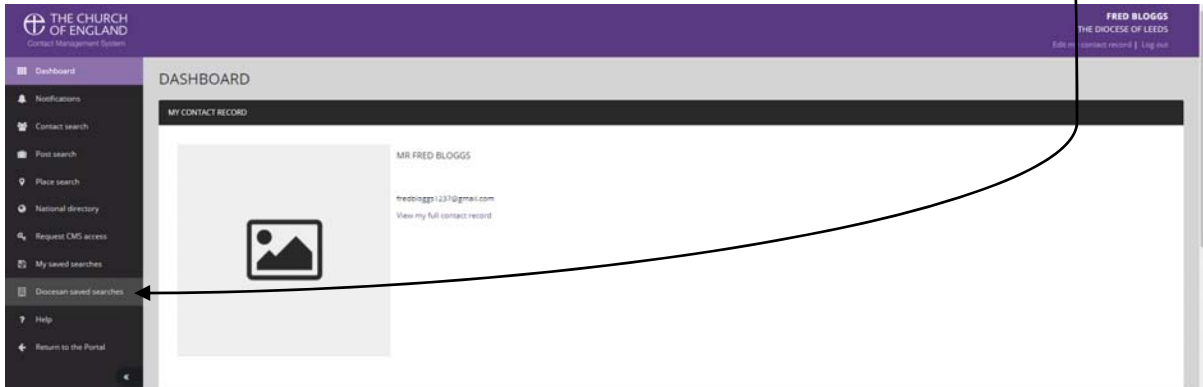 THE CHURCH
OF ENGLAND
Contact Management System
FRED BLOGGS
THE DIOCESE OF LEEDS
Edit my contact record | Log out
Dashboard
Notifications
Contact search
Post search
Place search
National directory
Request CMS access
My saved searches
Diocesan saved searches
Help
Return to the Portal
DASHBOARD
MY CONTACT RECORD
MR FRED BLOGGS
fredbloggs1237@gmail.com
View my full contact record